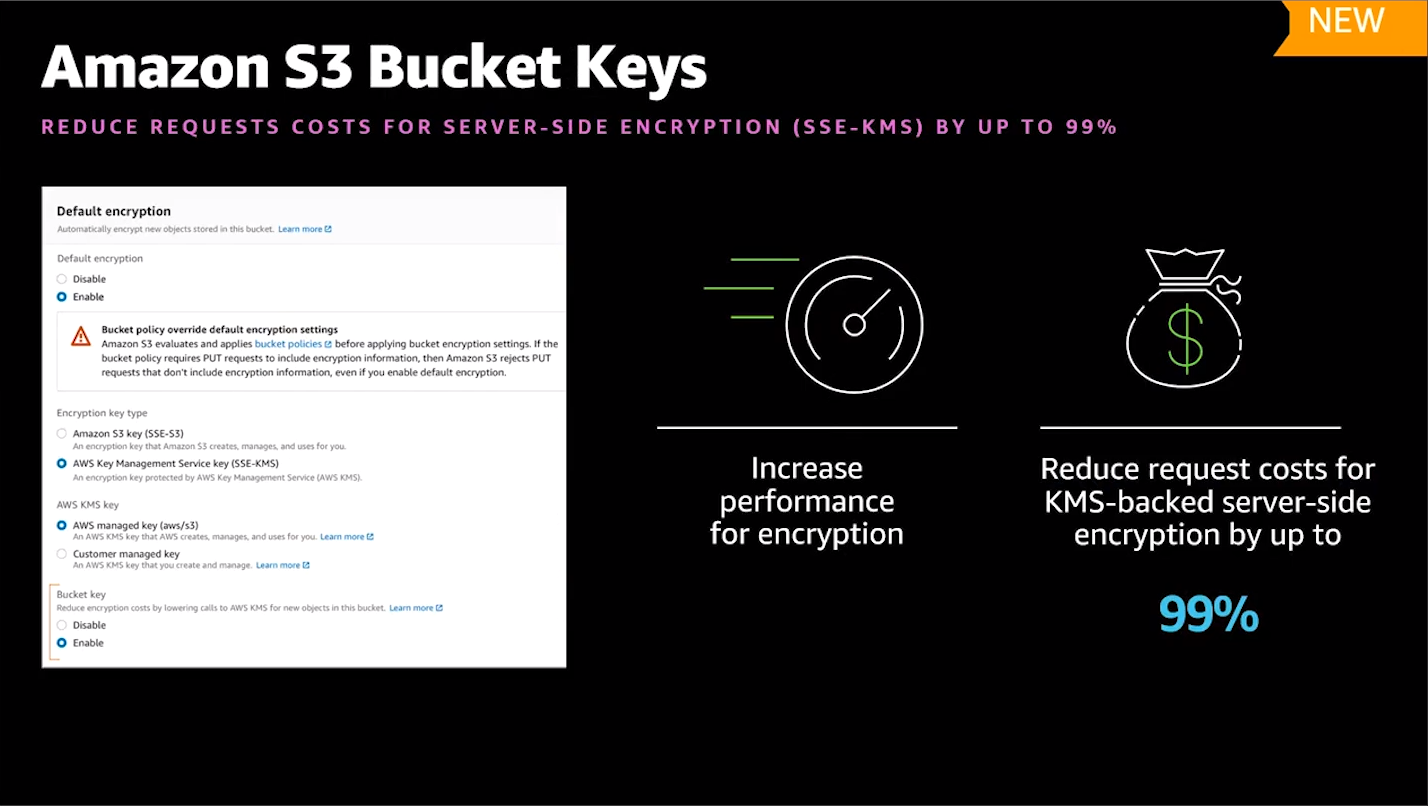 NEW
Amazon S3 Bucket Keys
REDUCE REQUESTS COSTS FOR SERVER-SIDE ENCRYPTION (SSE-KMS) BY UP TO 99%
Default encryption
Automatically encrypt new objects stored in this bucket. Learn more
Default encryption
Disable
Enable
Bucket policy override default encryption settings
Amazon S3 evaluates and applies bucket policies before applying bucket encryption settings. If the
bucket policy requires PUT requests to include encryption information, then Amazon S3 rejects PUT
requests that don't include encryption information, even if you enable default encryption.
Encryption key type
Amazon S3 key (SSE-S3)
An encryption key that Amazon S3 creates, manages, and uses for you.
AWS Key Management Service key (SSE-KMS)
An encryption key protected by AWS Key Management Service (AWS KMS).
AWS KMS key
AWS managed key (aws/s3)
An AWS KMS key that AWS creates, manages, and uses for you. Learn more
Customer managed key
An AWS KMS key that you create and manage. Learn more
Bucket key
Reduce encryption costs by lowering calls to AWS KMS for new objects in this bucket. Learn more
Disable
Enable
Increase
performance
for encryption
$
Reduce request costs for
KMS-backed server-side
encryption by up to
99%